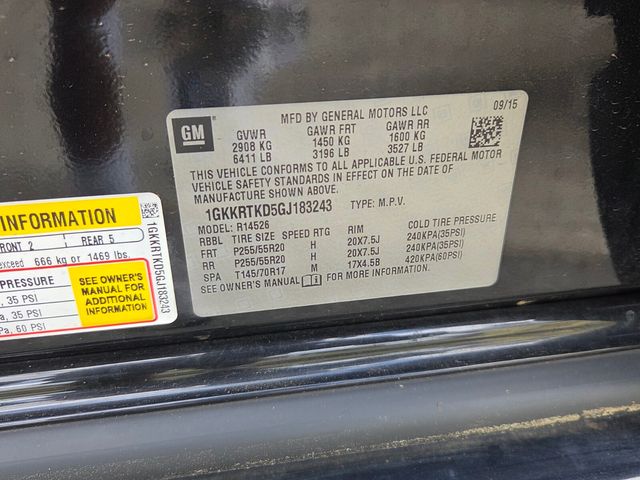 GM
MFD BY GENERAL MOTORS LLC 09/15
GVWR GAWR FRT GAWR RR
2908 KG 1450 KG 1600 KG
6411 LB 3196 LB 3527 LB
THIS VEHICLE CONFORMS TO ALL APPLICABLE U.S. FEDERAL MOTOR
VEHICLE SAFETY STANDARDS IN EFFECT ON THE DATE OF
MANUFACTURE SHOWN ABOVE.
1GKKRTKD5GJ183243 TYPE: M.P.V.
MODEL: R14526
RBBL TIRE SIZE SPEED RTG RIM COLD TIRE PRESSURE
FRT P255/55R20 H 20X7.5J 240KPA(35PSI)
RR P255/55R20 H 20X7.5J 240KPA(35PSI)
SPA T145/70R17 M 17X4.5B 420KPA(60PSI)
SEE OWNER'S MANUAL FOR MORE INFORMATION
INFORMATION
FRONT 2 REAR 5
exceed 666 kg or 1469 lbs.
PRESSURE
, 35 PSI
a, 35 PSI
Pa, 60 PSI
SEE OWNER'S
MANUAL FOR
ADDITIONAL
INFORMATION
1GKKRTKD5GJ183243